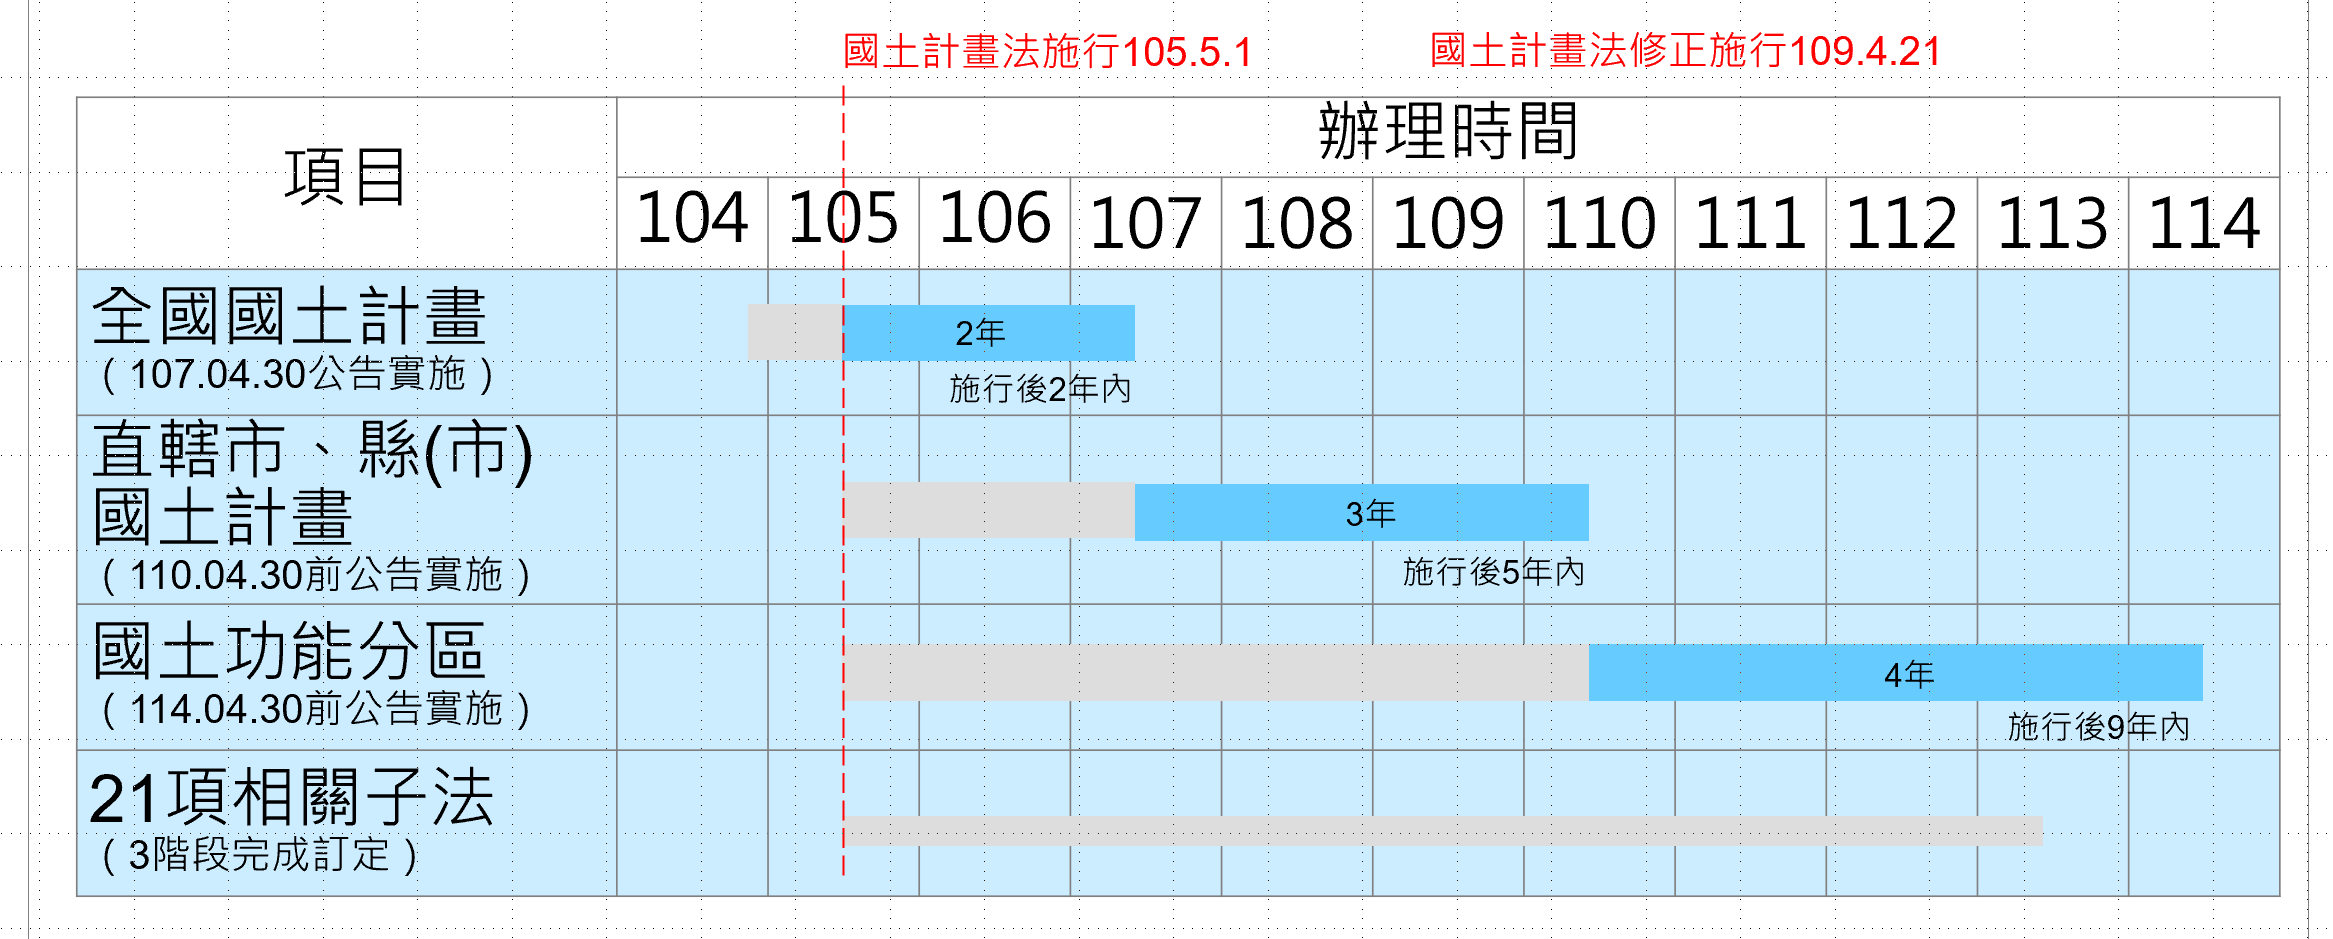 國土計畫法施行105.5.1
國土計畫法修正施行109.4.21
項目
辦理時間
104 105 106 107 108 109 110 111 112 113 114
全國國土計畫
（107.04.30公告實施）
2年
施行後2年內
直轄市、縣(市)
國土計畫
（110.04.30前公告實施）
3年
施行後5年內
國土功能分區
（114.04.30前公告實施）
4年
施行後9年內
21項相關子法
（3階段完成訂定）